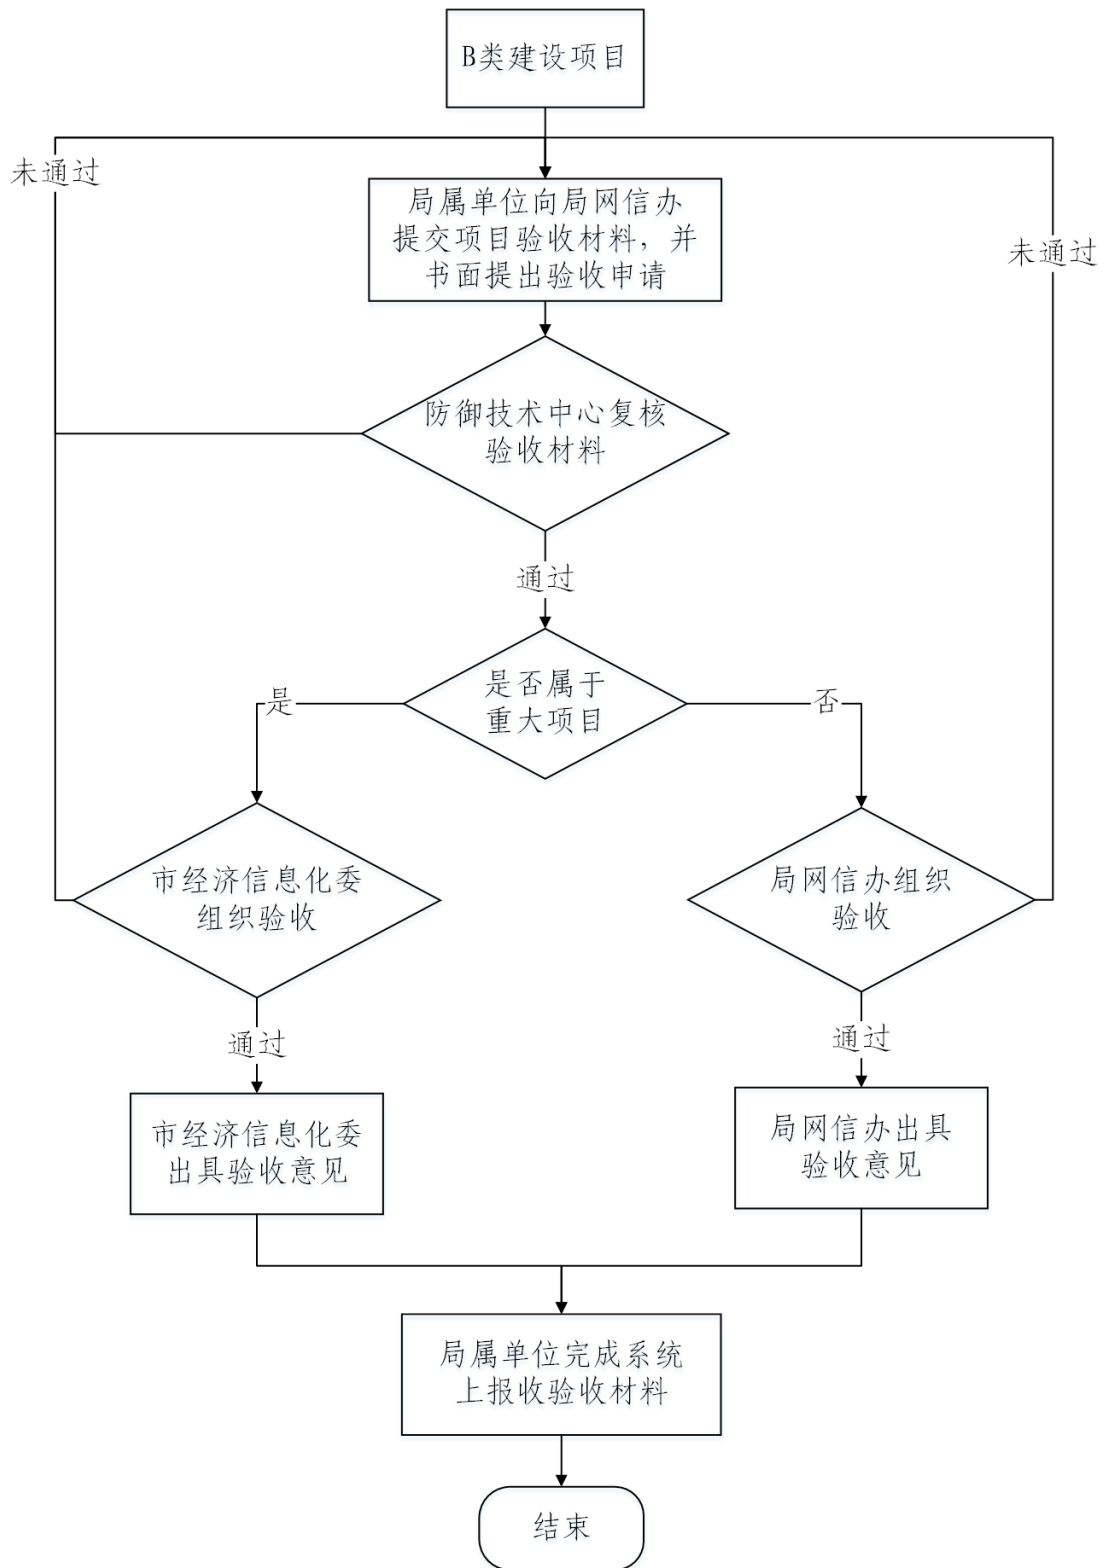 B类建设项目
未通过
局属单位向局网信办
提交项目验收材料，并
书面提出验收申请
未通过
防御技术中心复核
验收材料
通过
是否属于
重大项目
是
否
市经济信息化委
组织验收
局网信办组织
验收
通过
通过
市经济信息化委
出具验收意见
局网信办出具
验收意见
局属单位完成系统
上报收验收材料
结束